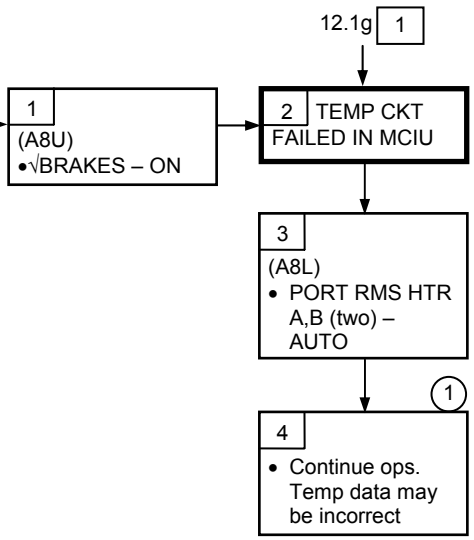 12.1g 1
1
(A8U)
•√BRAKES – ON
2 TEMP CKT
FAILED IN MCIU
3
(A8L)
• PORT RMS HTR
A,B (two) –
AUTO
1
4
• Continue ops.
Temp data may
be incorrect